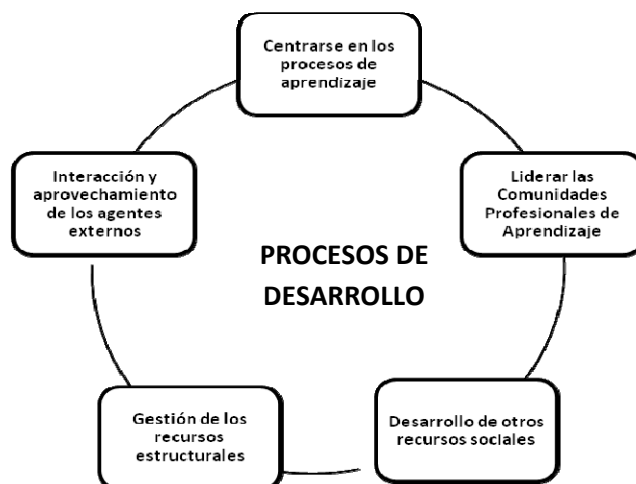 Centrarse en los
procesos de
aprendizaje
Interacción y
aprovechamiento
de los agentes
externos
Liderar las
Comunidades
Profesionales de
Aprendizaje
PROCESOS DE
DESARROLLO
Gestión de los
recursos
estructurales
Desarrollo de otros
recursos sociales